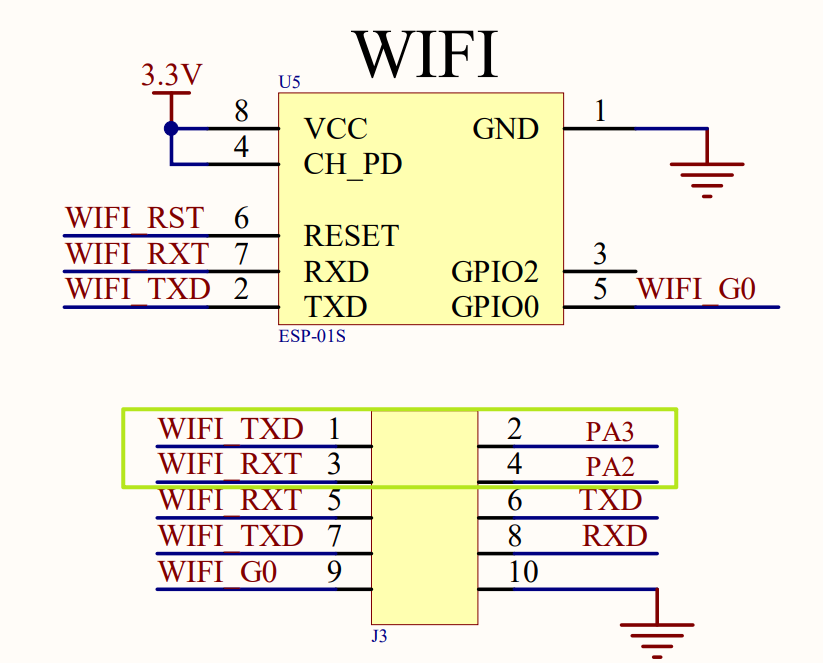 WIFI
3.3V
U5
8 VCC GND 1
4 CH_PD
WIFI_RST 6 RESET
WIFI_RXT 7 RXD GPIO2 3
WIFI_TXD 2 TXD GPIO0 5 WIFI_G0
ESP-01S
WIFI_TXD 1 2 PA3
WIFI_RXT 3 4 PA2
WIFI_RXT 5 6 TXD
WIFI_TXD 7 8 RXD
WIFI_G0 9 10
J3